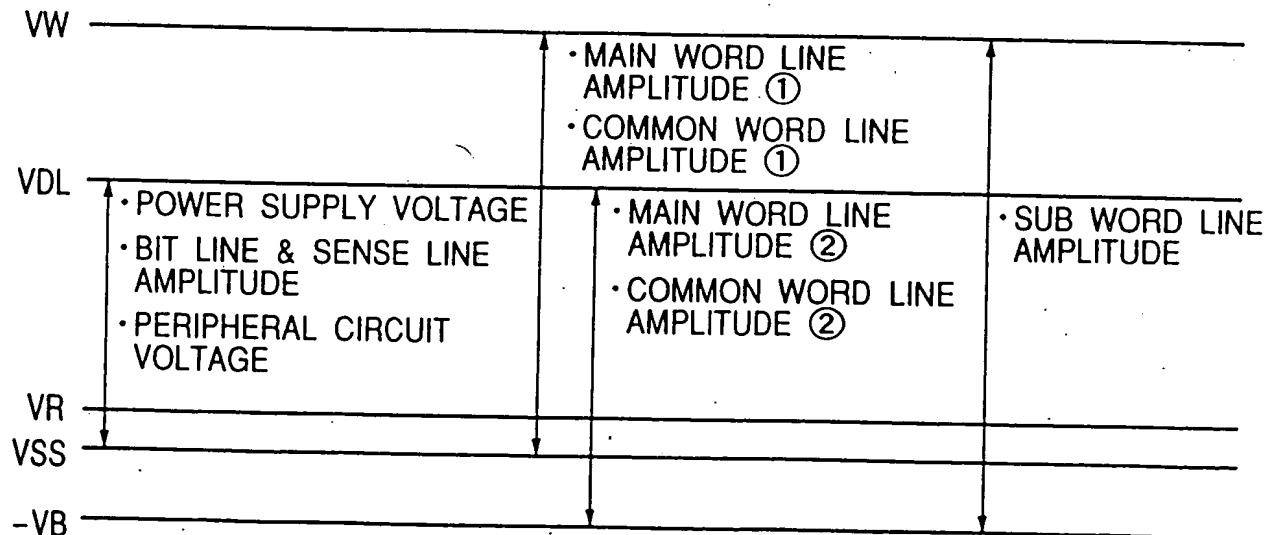 VW
・MAIN WORD LINE
AMPLITUDE ①
・COMMON WORD LINE
AMPLITUDE ①
VDL
・POWER SUPPLY VOLTAGE
・BIT LINE & SENSE LINE
AMPLITUDE
・PERIPHERAL CIRCUIT
VOLTAGE
・MAIN WORD LINE
AMPLITUDE ②
・COMMON WORD LINE
AMPLITUDE ②
・SUB WORD LINE
AMPLITUDE
VR
VSS
-VB